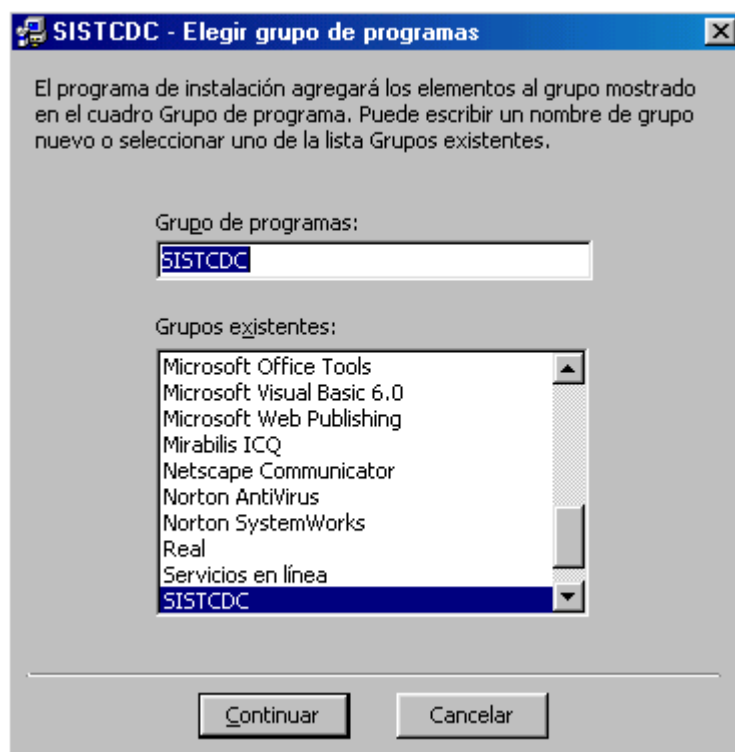 SISTCDC - Elegir grupo de programas
El programa de instalación agregará los elementos al grupo mostrado
en el cuadro Grupo de programa. Puede escribir un nombre de grupo
nuevo o seleccionar uno de la lista Grupos existentes.
Grupo de programas:
SISTCDC
Grupos existentes:
Microsoft Office Tools
Microsoft Visual Basic 6.0
Microsoft Web Publishing
Mirabilis ICQ
Netscape Communicator
Norton AntiVirus
Norton SystemWorks
Real
Servicios en línea
SISTCDC
Continuar
Cancelar